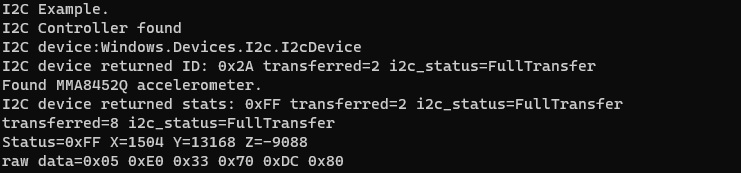 I2C Example.
I2C Controller found
I2C device:Windows.Devices.I2c.I2cDevice
I2C device returned ID: 0x2A transferred=2 i2c_status=FullTransfer
Found MMA8452Q accelerometer.
I2C device returned stats: 0xFF transferred=2 i2c_status=FullTransfer
transferred=8 i2c_status=FullTransfer
Status=0xFF X=1504 Y=13168 Z=-9088
raw data=0x05 0xE0 0x33 0x70 0xDC 0x80